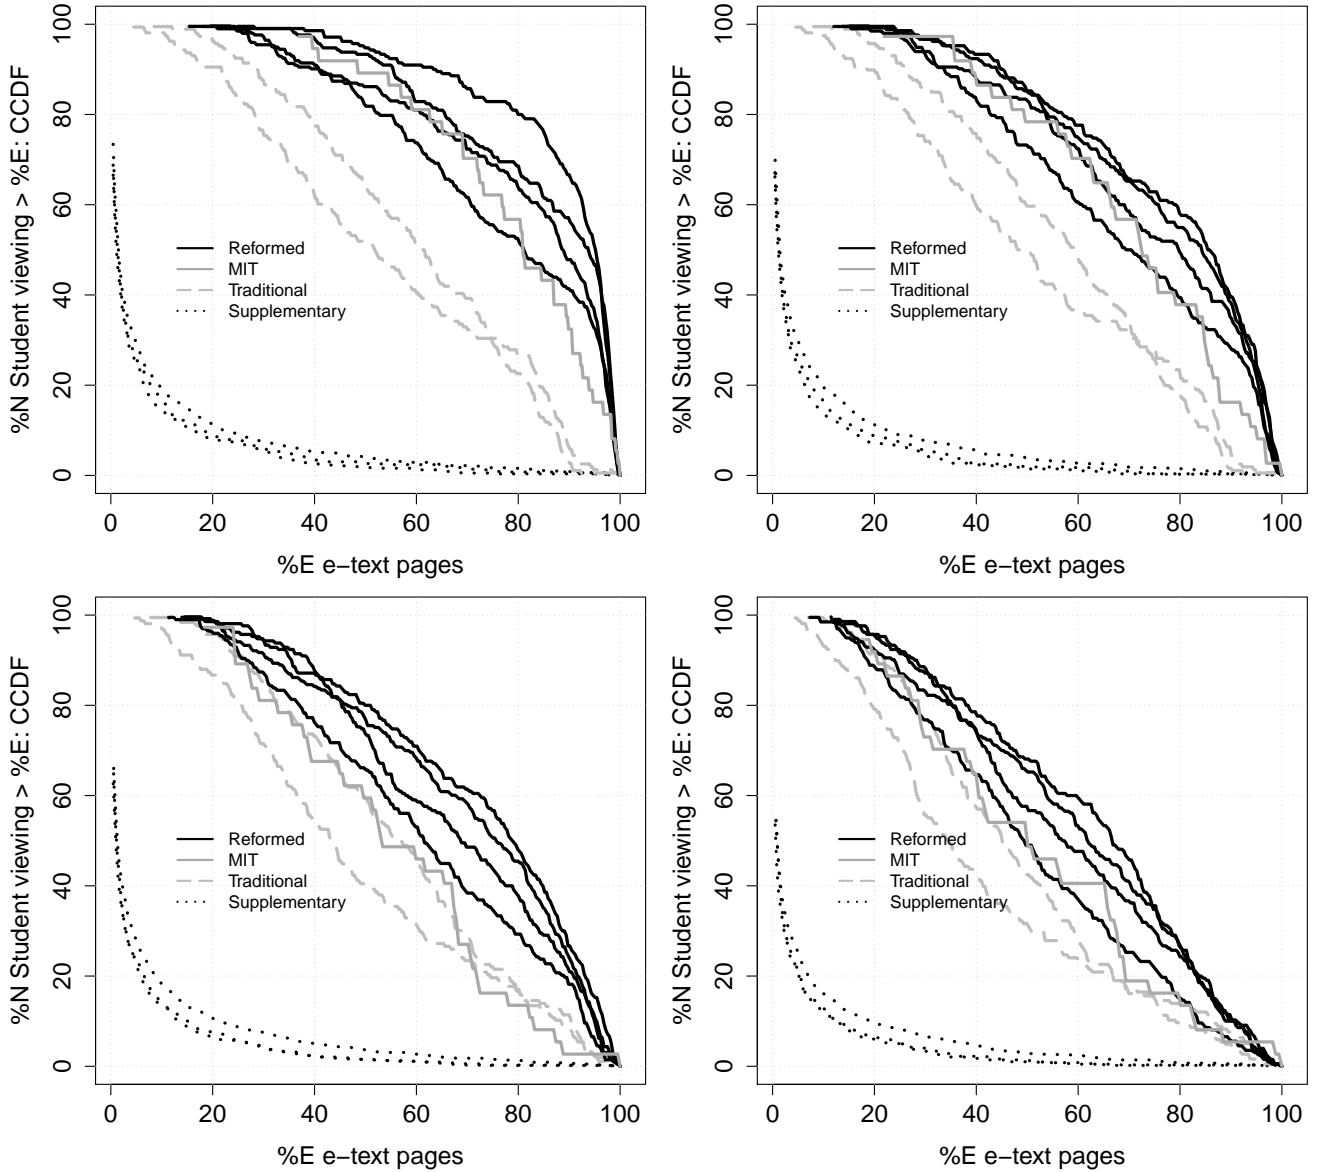 %N Student viewing > %E: CCDF
100
80
60
40
20
0
Reformed
MIT
Traditional
Supplementary
0 20 40 60 80 100
%E e−text pages
%N Student viewing > %E: CCDF
100
80
60
40
20
0
Reformed
MIT
Traditional
Supplementary
0 20 40 60 80 100
%E e−text pages
%N Student viewing > %E: CCDF
100
80
60
40
20
0
Reformed
MIT
Traditional
Supplementary
0 20 40 60 80 100
%E e−text pages
%N Student viewing > %E: CCDF
100
80
60
40
20
0
Reformed
MIT
Traditional
Supplementary
0 20 40 60 80 100
%E e−text pages